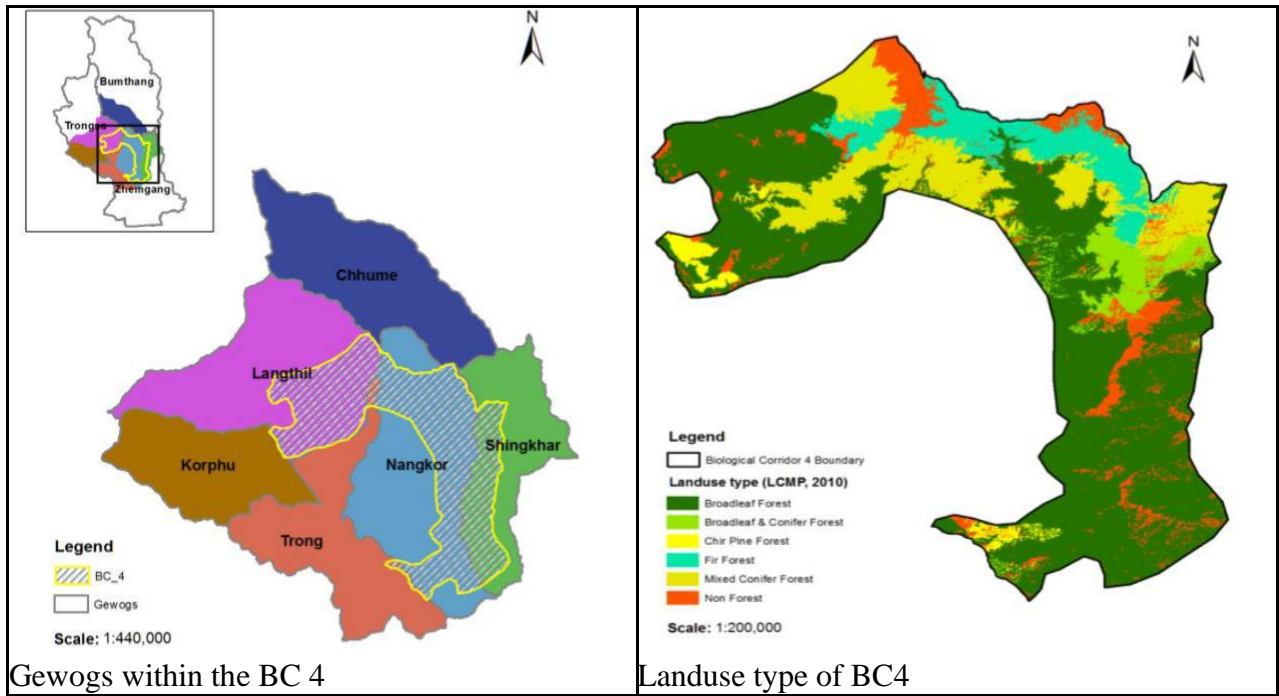 N
Bumthang
Trongsa
Zhemgang
Chhume
Langthil
Korphu
Nangkor
Shingkhar
Trong
Legend
BC_4
Gewogs
Scale: 1:440,000
Gewogs within the BC 4
N
Legend
Biological Corridor 4 Boundary
Landuse type (LCMP, 2010)
Broadleaf Forest
Broadleaf & Conifer Forest
Chir Pine Forest
Fir Forest
Mixed Conifer Forest
Non Forest
Scale: 1:200,000
Landuse type of BC4